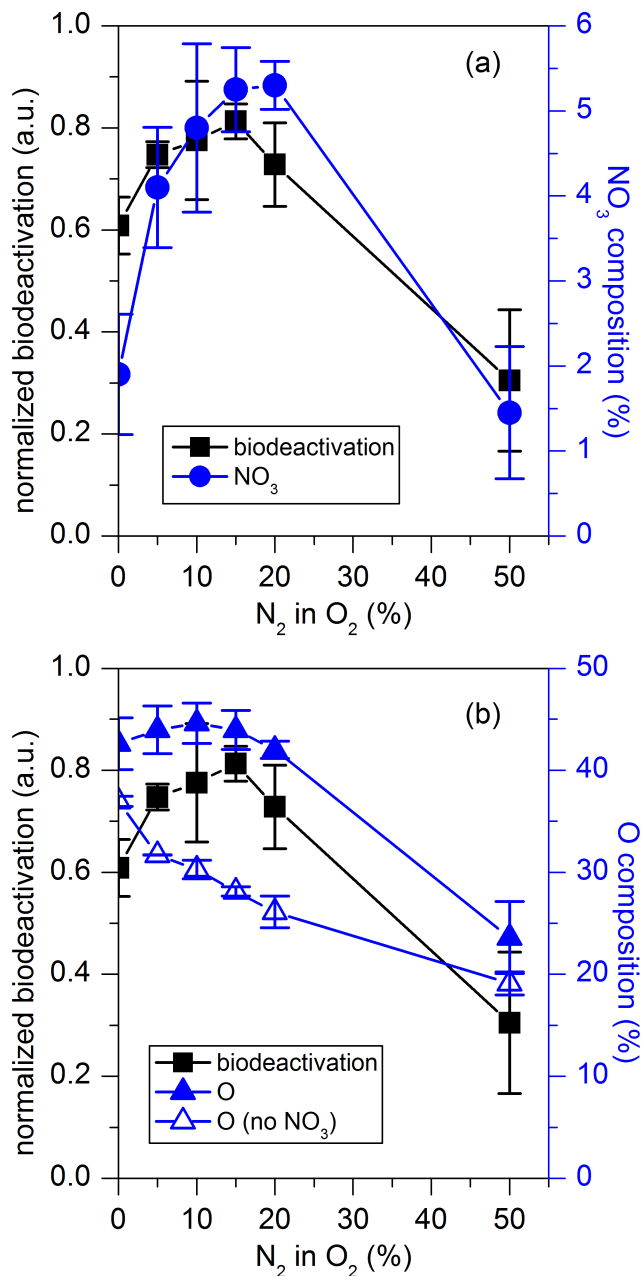 (a)
normalized biodeactivation (a.u.)
1.0
0.8
0.6
0.4
0.2
0.0
6
5
4
3
2
1
0
NO₃ composition (%)
biodeactivation
NO₃
0 10 20 30 40 50
N₂ in O₂ (%)
(b)
normalized biodeactivation (a.u.)
1.0
0.8
0.6
0.4
0.2
0.0
50
40
30
20
10
0
O composition (%)
biodeactivation
O
O (no NO₃)
0 10 20 30 40 50
N₂ in O₂ (%)